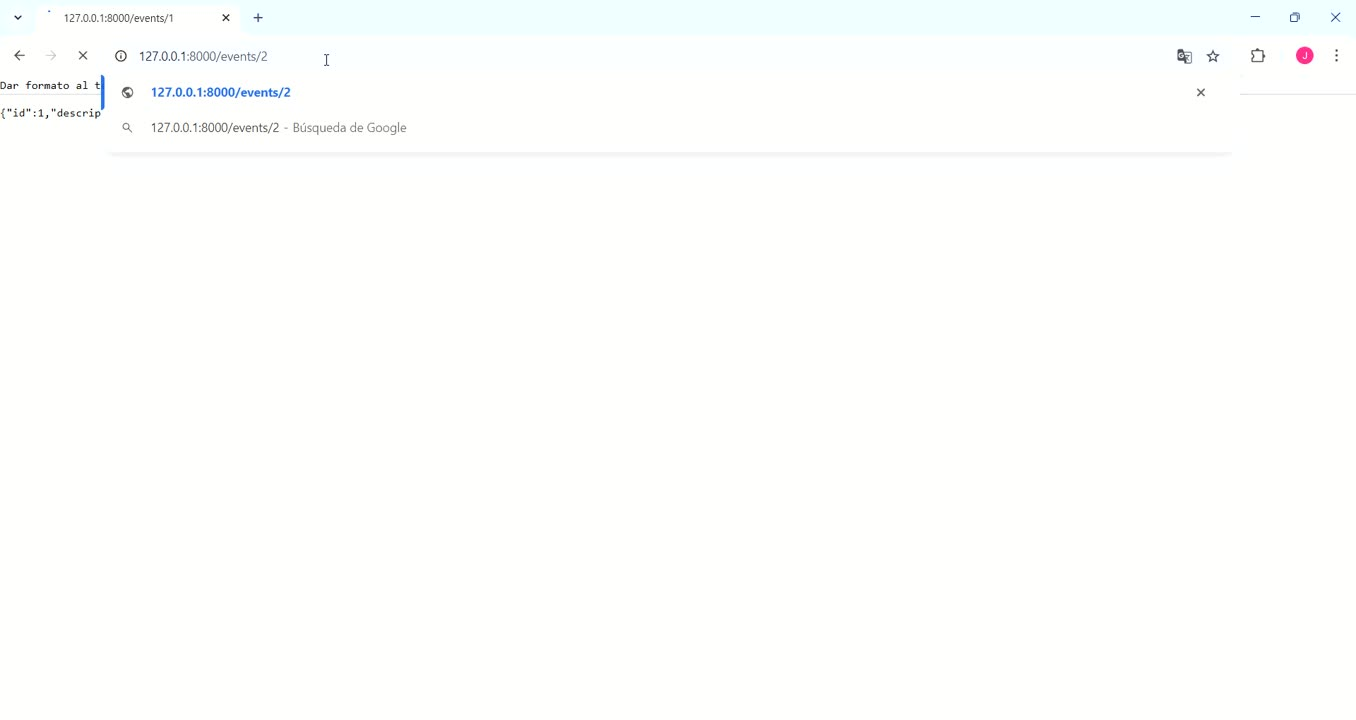 127.0.0.1:8000/events/1
127.0.0.1:8000/events/2
J
Dar formato al t
127.0.0.1:8000/events/2
{"id":1,"descrip
127.0.0.1:8000/events/2 - Búsqueda de Google